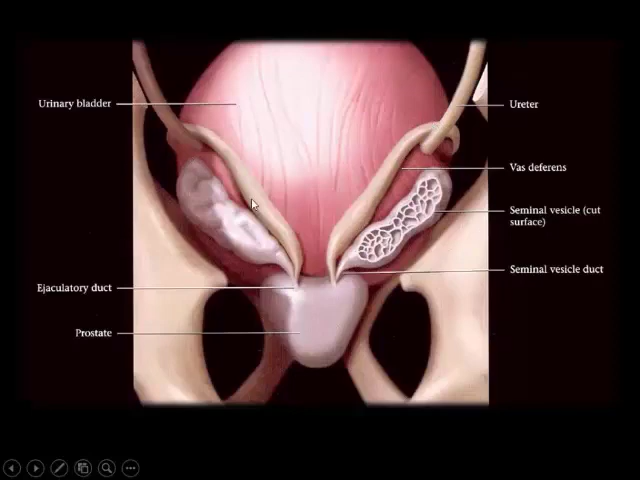 Urinary bladder
Ureter
Vas deferens
Seminal vesicle (cut
surface)
Seminal vesicle duct
Ejaculatory duct
Prostate